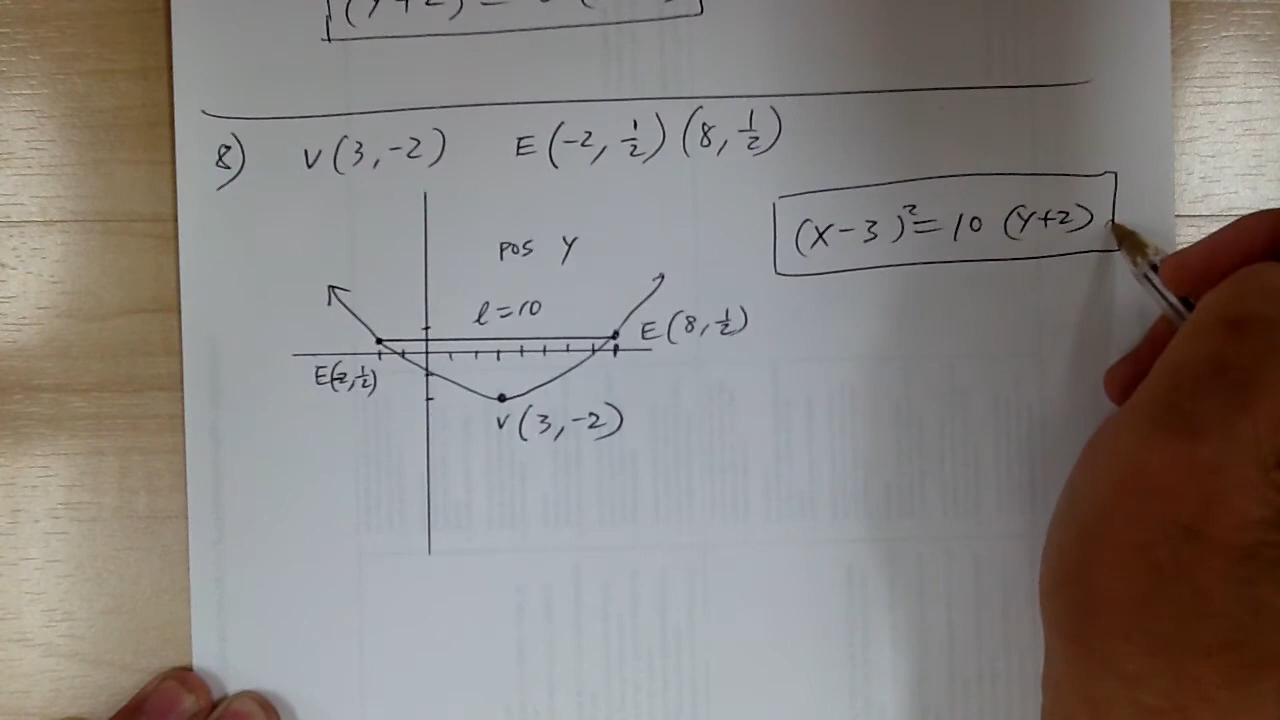 (y+2)
8) V(3,-2) E(-2,1/2) (8,1/2)
(x-3)²=10 (y+2)
pos y
l=10
E(8,1/2)
E(-2,1/2)
V(3,-2)